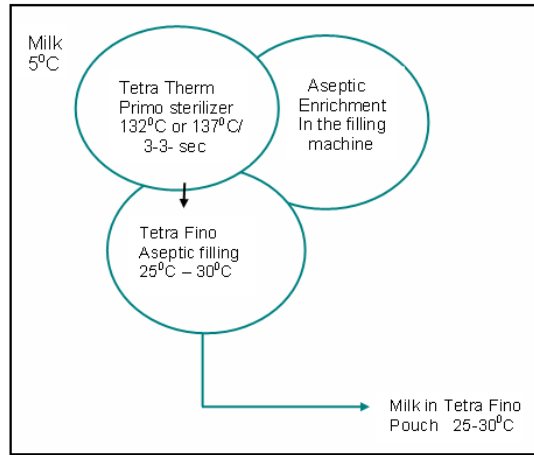 Milk
5⁰C
Tetra Therm
Primo sterilizer
132⁰C or 137⁰C/
3-3- sec
Aseptic
Enrichment
In the filling
machine
Tetra Fino
Aseptic filling
25⁰C – 30⁰C
Milk in Tetra Fino
Pouch 25-30⁰C